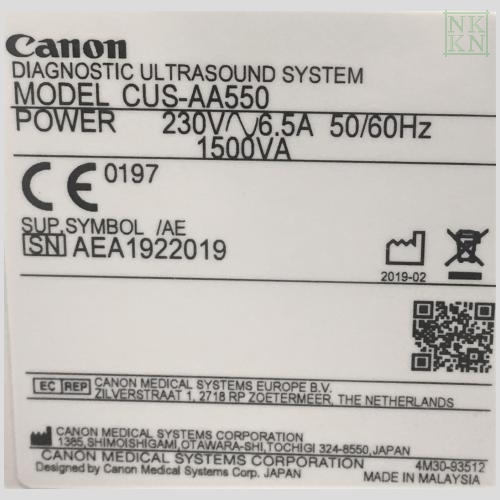 NK
KN
Canon
DIAGNOSTIC ULTRASOUND SYSTEM
MODEL CUS-AA550
POWER 230V∿6.5A 50/60Hz
1500VA
CE 0197
SUP.SYMBOL /AE
SN AEA1922019
2019-02
EC REP CANON MEDICAL SYSTEMS EUROPE B.V.
ZILVERSTRAAT 1, 2718 RP ZOETERMEER, THE NETHERLANDS
CANON MEDICAL SYSTEMS CORPORATION
1385,SHIMOISHIGAMI,OTAWARA-SHI,TOCHIGI 324-8550,JAPAN
CANON MEDICAL SYSTEMS CORPORATION 4M30-93512
Designed by Canon Medical Systems Corp. Japan MADE IN MALAYSIA